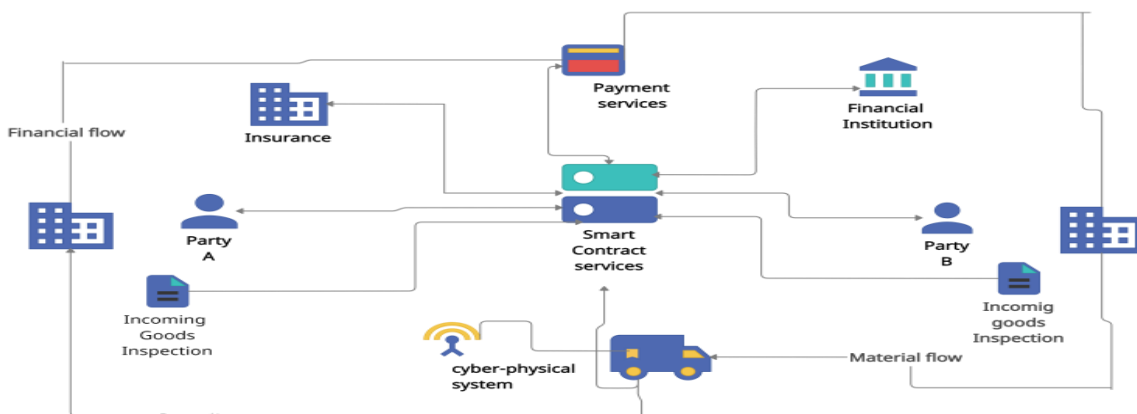 Payment
services
Financial
Institution
Financial flow
Insurance
Party
A
Smart
Contract
services
Party
B
Incoming
Goods
Inspection
Incomig
goods
Inspection
cyber-physical
system
Material flow